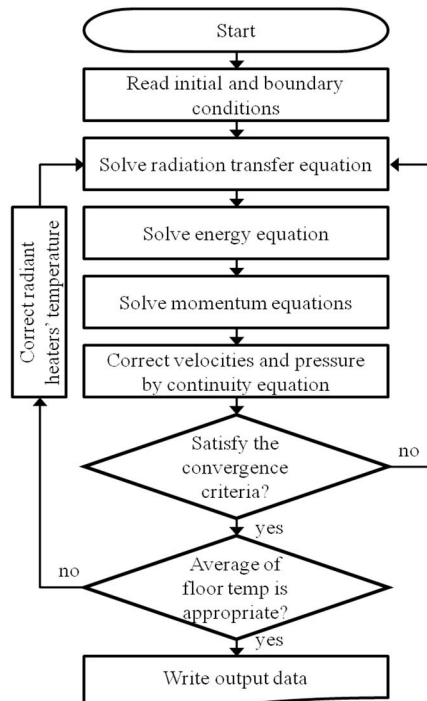 Start
Read initial and boundary
conditions
Solve radiation transfer equation
Solve energy equation
Solve momentum equations
Correct velocities and pressure
by continuity equation
Correct radiant
heaters' temperature
Satisfy the
convergence
criteria?
no
yes
Average of
floor temp is
appropriate?
no
yes
Write output data